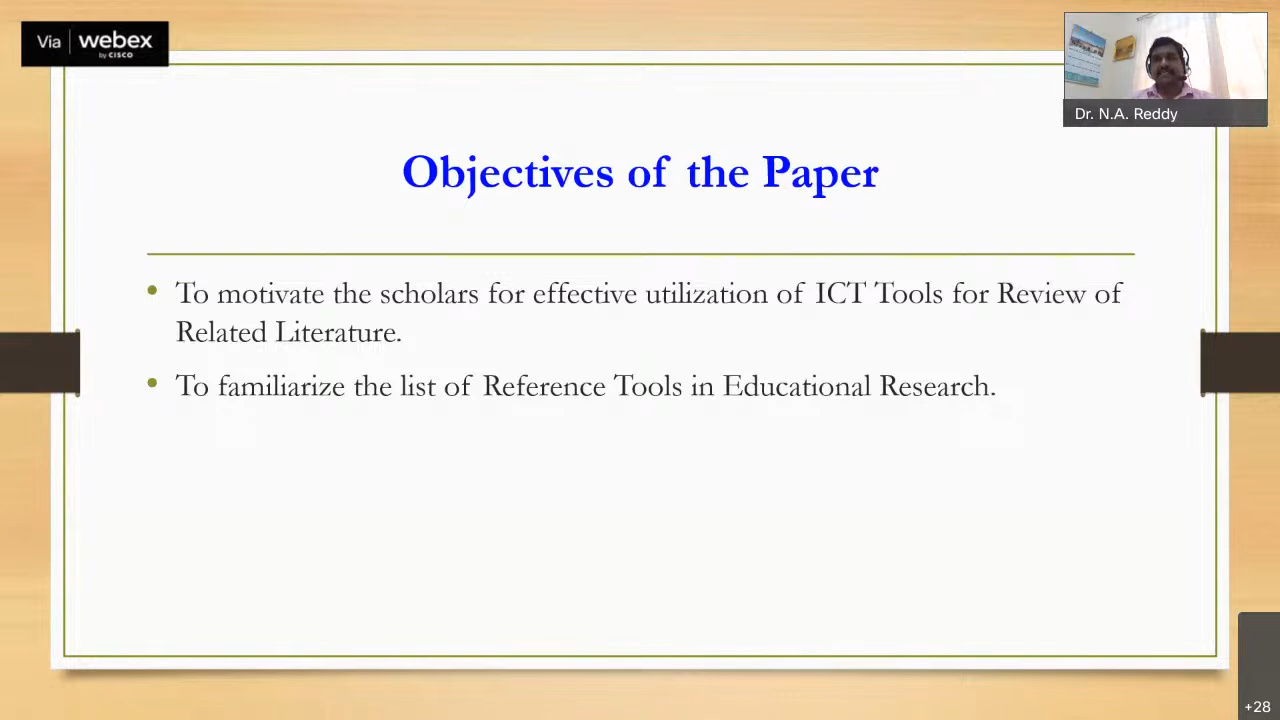 Via webex
by CISCO
Dr. N.A. Reddy
Objectives of the Paper
• To motivate the scholars for effective utilization of ICT Tools for Review of
Related Literature.
• To familiarize the list of Reference Tools in Educational Research.
+28